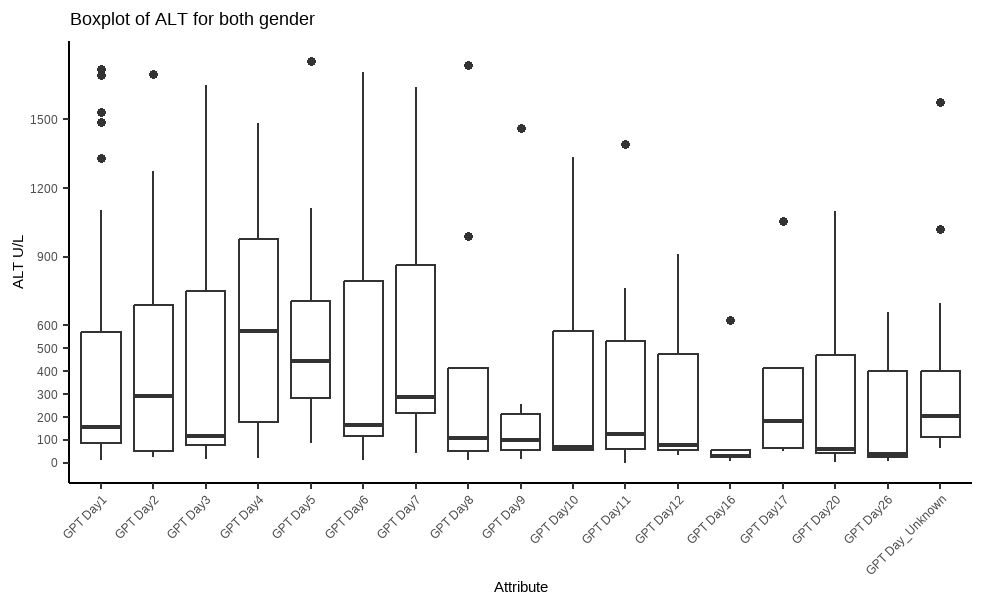 Boxplot of ALT for both gender
ALT U/L
1500
1200
900
600
500
400
300
200
100
0
GPT Day1
GPT Day2
GPT Day3
GPT Day4
GPT Day5
GPT Day6
GPT Day7
GPT Day8
GPT Day9
GPT Day10
GPT Day11
GPT Day12
GPT Day16
GPT Day17
GPT Day20
GPT Day26
GPT Day_Unknown
Attribute